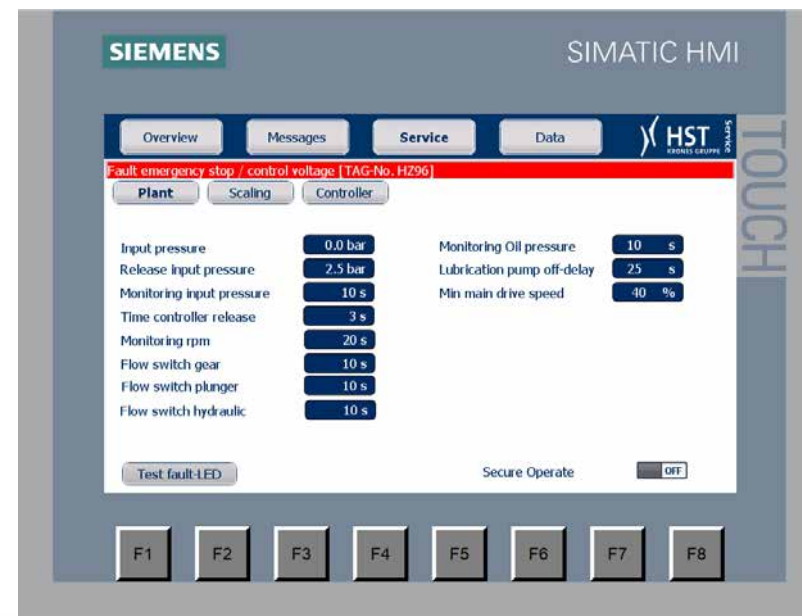 SIEMENS
SIMATIC HMI
TOUCH
Overview Messages Service Data
HST
KRONES GRUPPE
Service
Fault emergency stop / control voltage [TAG-No. HZ96]
Plant Scaling Controller
Input pressure 0.0 bar Monitoring Oil pressure 10 s
Release input pressure 2.5 bar Lubrication pump off-delay 25 s
Monitoring input pressure 10 s Min main drive speed 40 %
Time controller release 3 s
Monitoring rpm 20 s
Flow switch gear 10 s
Flow switch plunger 10 s
Flow switch hydraulic 10 s
Test fault-LED Secure Operate OFF
F1 F2 F3 F4 F5 F6 F7 F8